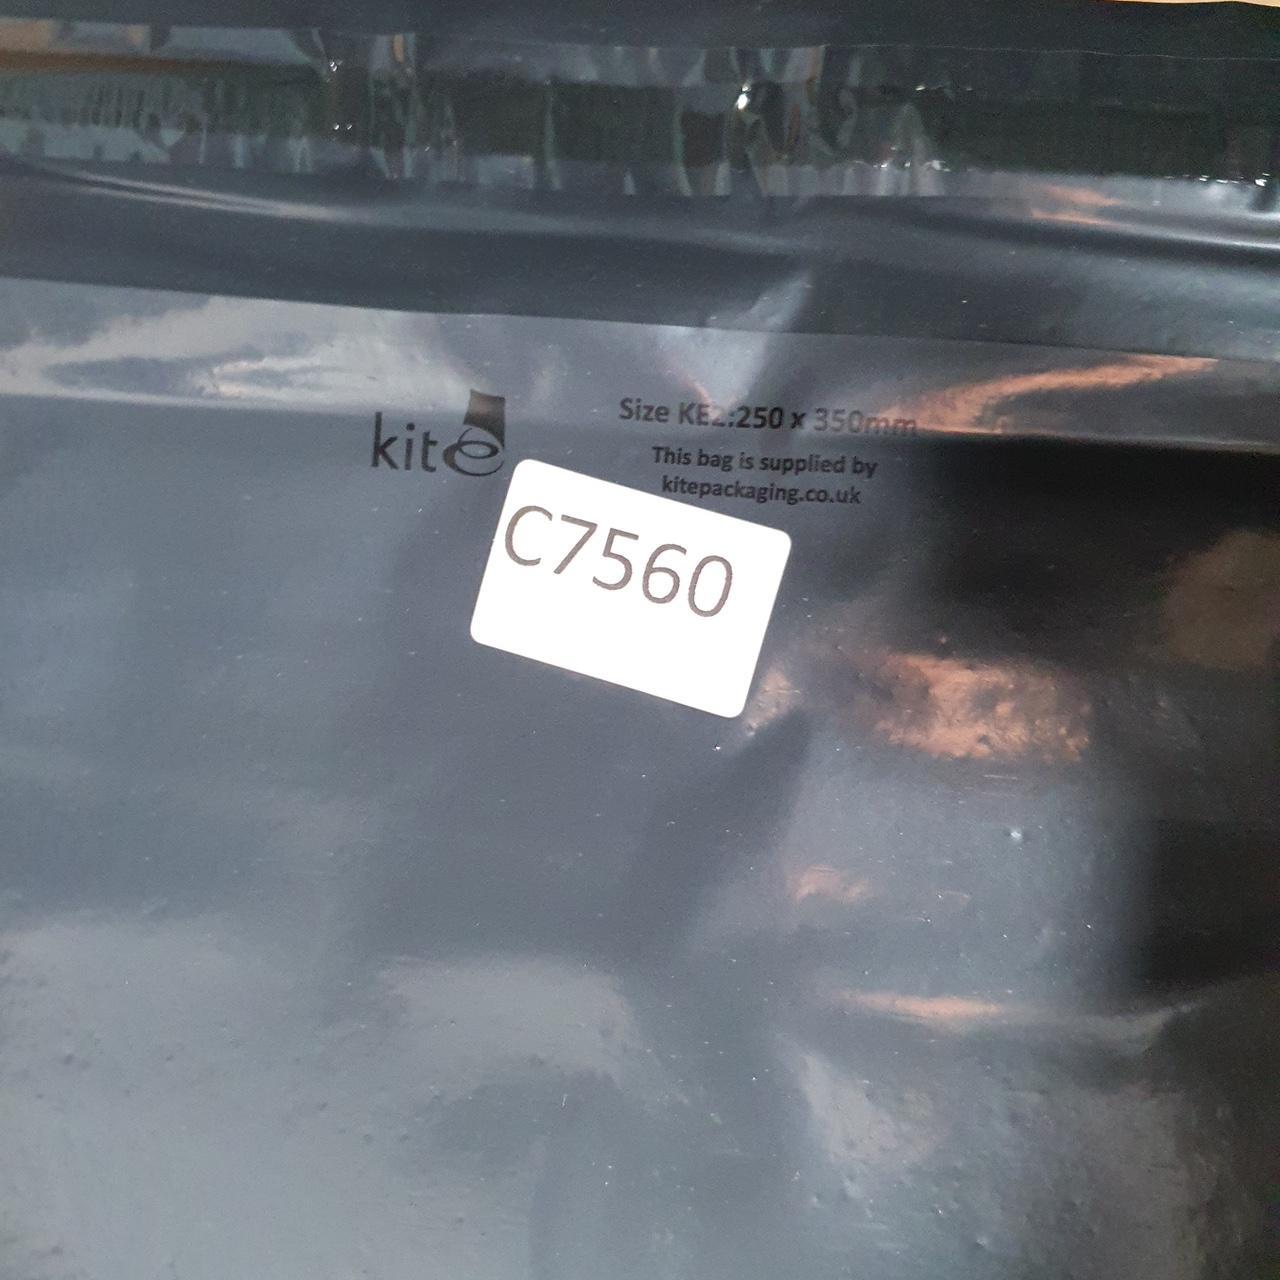 kite
Size KE2:250 x 350mm
This bag is supplied by
kitepackaging.co.uk
C7560